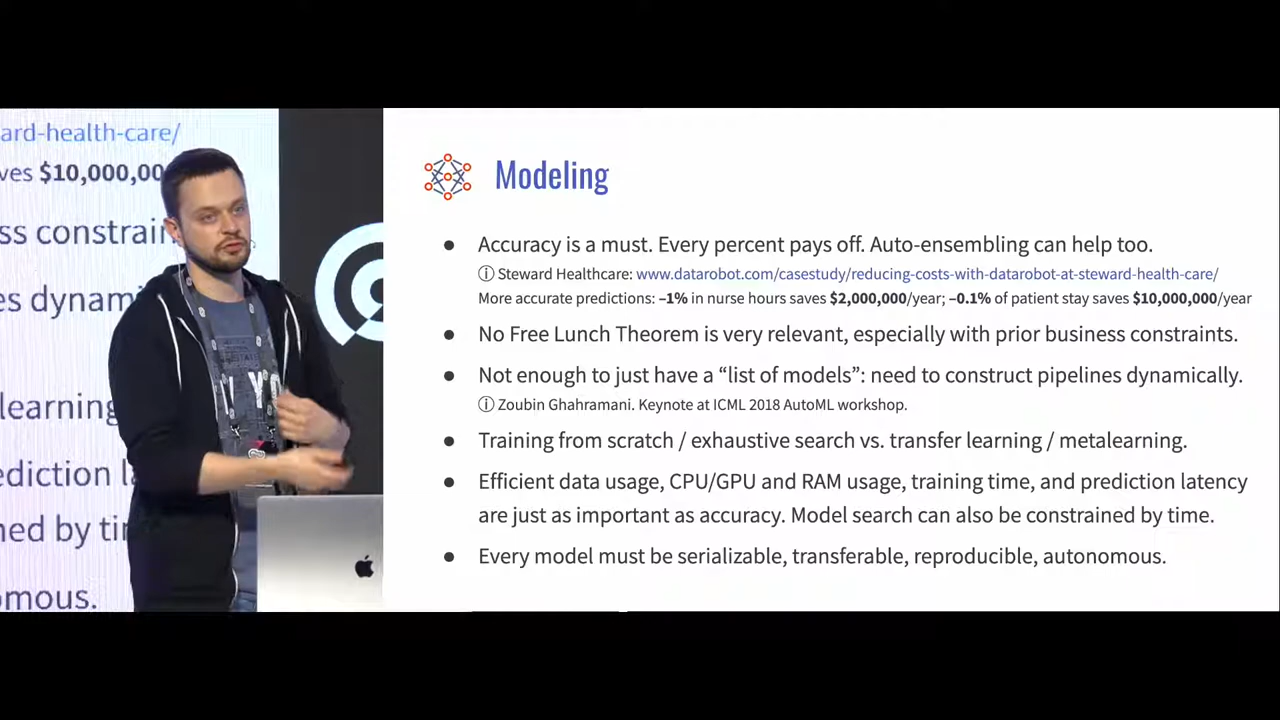 ard-health-care/
ves $10,000,00
ss constrain
es dynami
learning
ediction l
ned by ti
omous.
Modeling
● Accuracy is a must. Every percent pays off. Auto-ensembling can help too.
ⓘ Steward Healthcare: www.datarobot.com/casestudy/reducing-costs-with-datarobot-at-steward-health-care/
More accurate predictions: –1% in nurse hours saves $2,000,000/year; –0.1% of patient stay saves $10,000,000/year
● No Free Lunch Theorem is very relevant, especially with prior business constraints.
● Not enough to just have a “list of models”: need to construct pipelines dynamically.
ⓘ Zoubin Ghahramani. Keynote at ICML 2018 AutoML workshop.
● Training from scratch / exhaustive search vs. transfer learning / metalearning.
● Efficient data usage, CPU/GPU and RAM usage, training time, and prediction latency
are just as important as accuracy. Model search can also be constrained by time.
● Every model must be serializable, transferable, reproducible, autonomous.